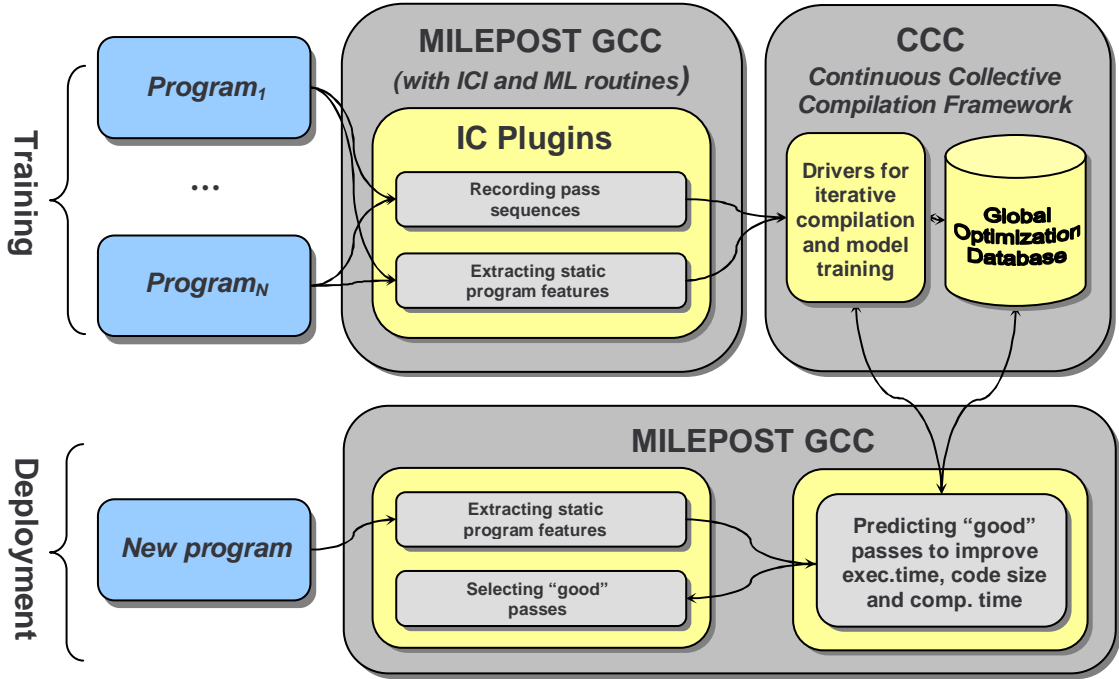 Training
Program1
...
ProgramN
MILEPOST GCC
(with ICI and ML routines)
IC Plugins
Recording pass
sequences
Extracting static
program features
CCC
Continuous Collective
Compilation Framework
Drivers for
iterative
compilation
and model
training
Global
Optimization
Database
Deployment
New program
MILEPOST GCC
Extracting static
program features
Selecting “good”
passes
Predicting “good”
passes to improve
exec.time, code size
and comp. time